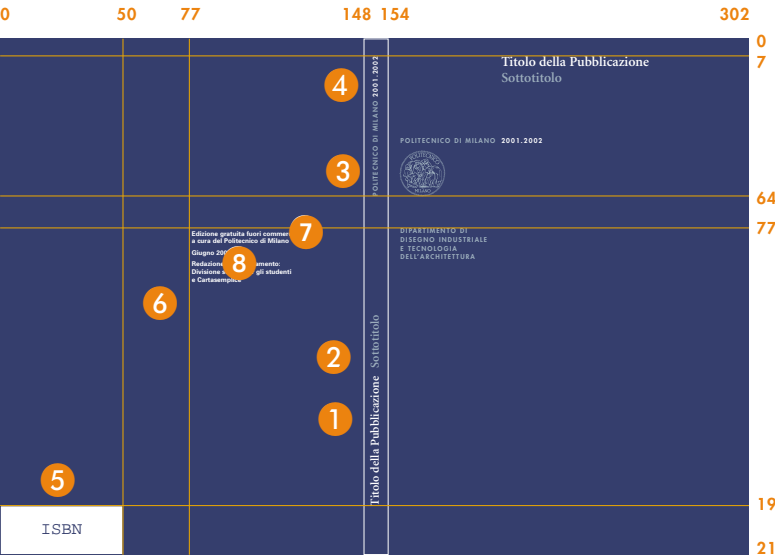 0 50 77 148 154 302
0
7
64
77
19
21
Titolo della Pubblicazione
Sottotitolo
POLITECNICO DI MILANO 2001.2002
POLITECNICO
MILANO
DIPARTIMENTO DI
DISEGNO INDUSTRIALE
E TECNOLOGIA
DELL'ARCHITETTURA
POLITECNICO DI MILANO 2001.2002
Titolo della Pubblicazione Sottotitolo
4
3
7
8
6
2
1
5
Edizione gratuita fuori
a cura del Politecnico di Milano
Giugno
Redazione
Divisione gli studenti
e Cartasemplice
ISBN